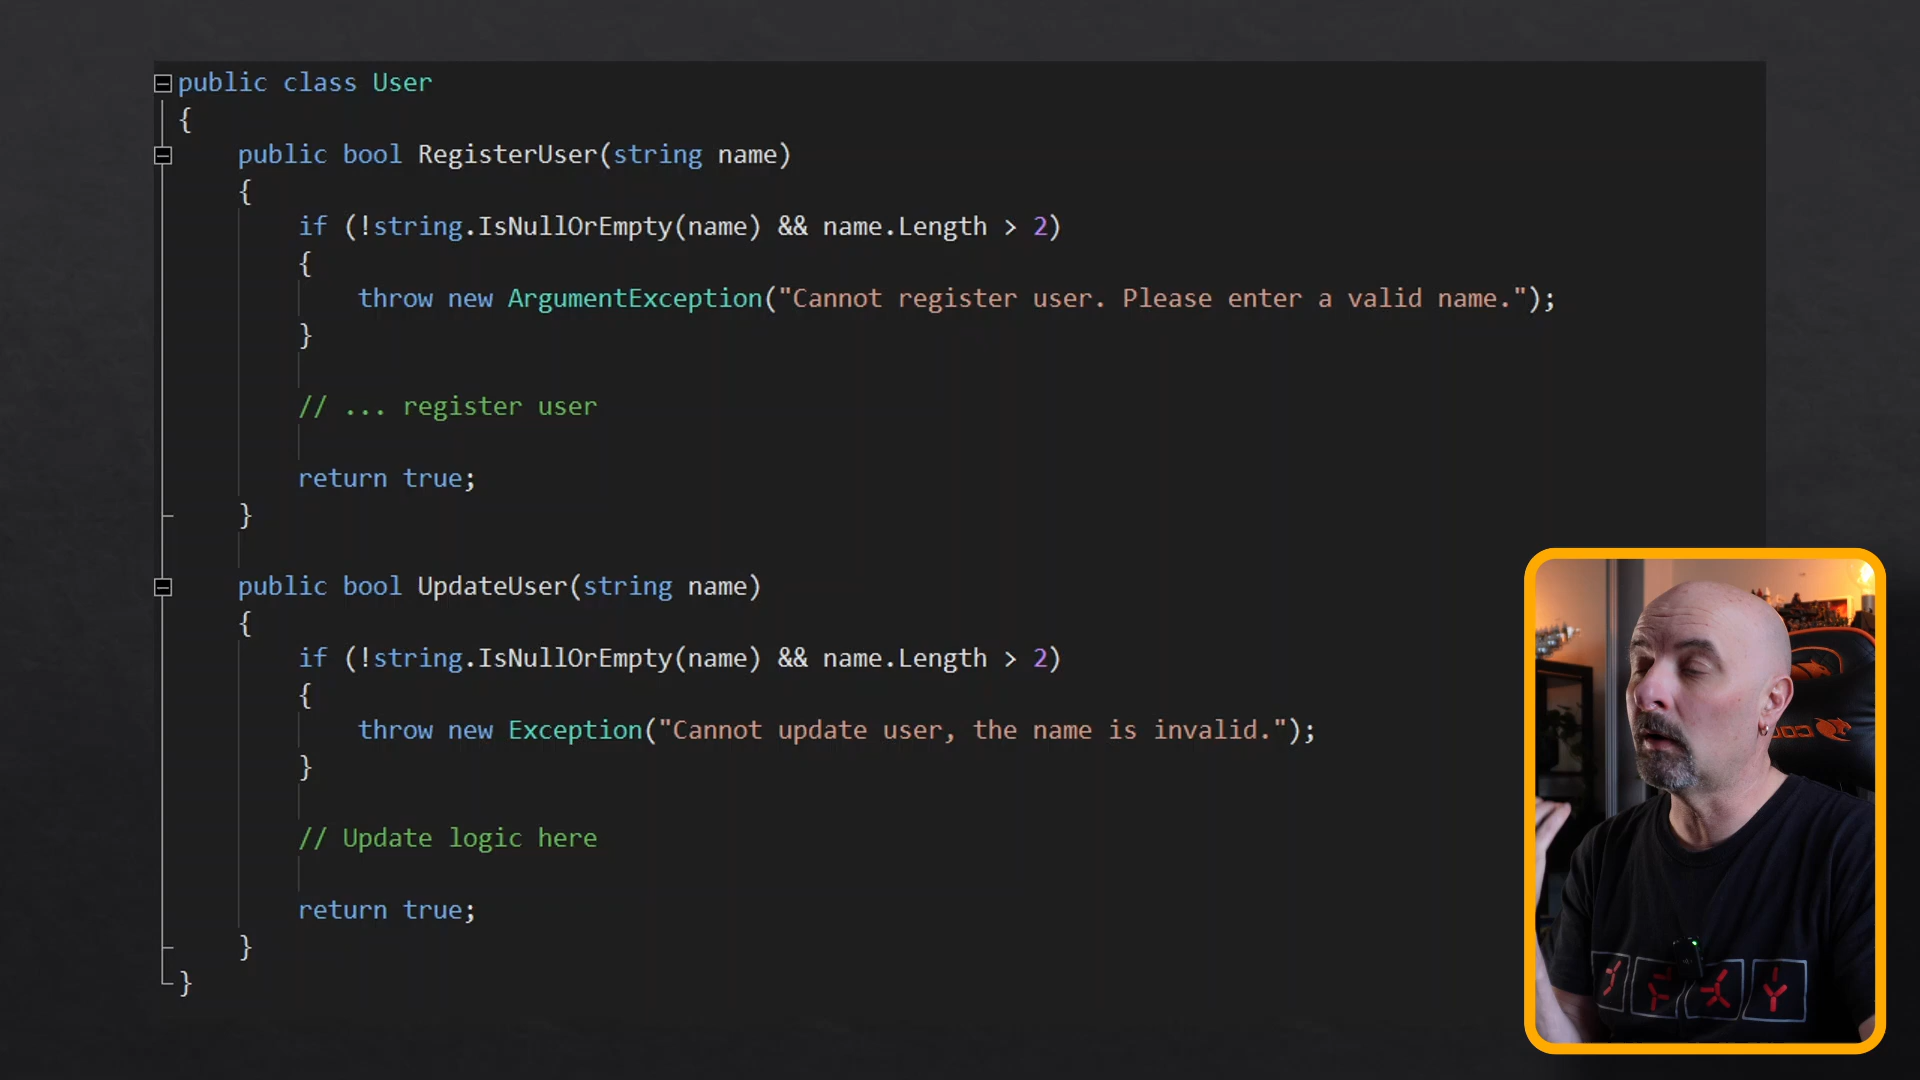 public class User
{
public bool RegisterUser(string name)
{
if (!string.IsNullOrEmpty(name) && name.Length > 2)
{
throw new ArgumentException("Cannot register user. Please enter a valid name.");
}
// ... register user
return true;
}
public bool UpdateUser(string name)
{
if (!string.IsNullOrEmpty(name) && name.Length > 2)
{
throw new Exception("Cannot update user, the name is invalid.");
}
// Update logic here
return true;
}
}